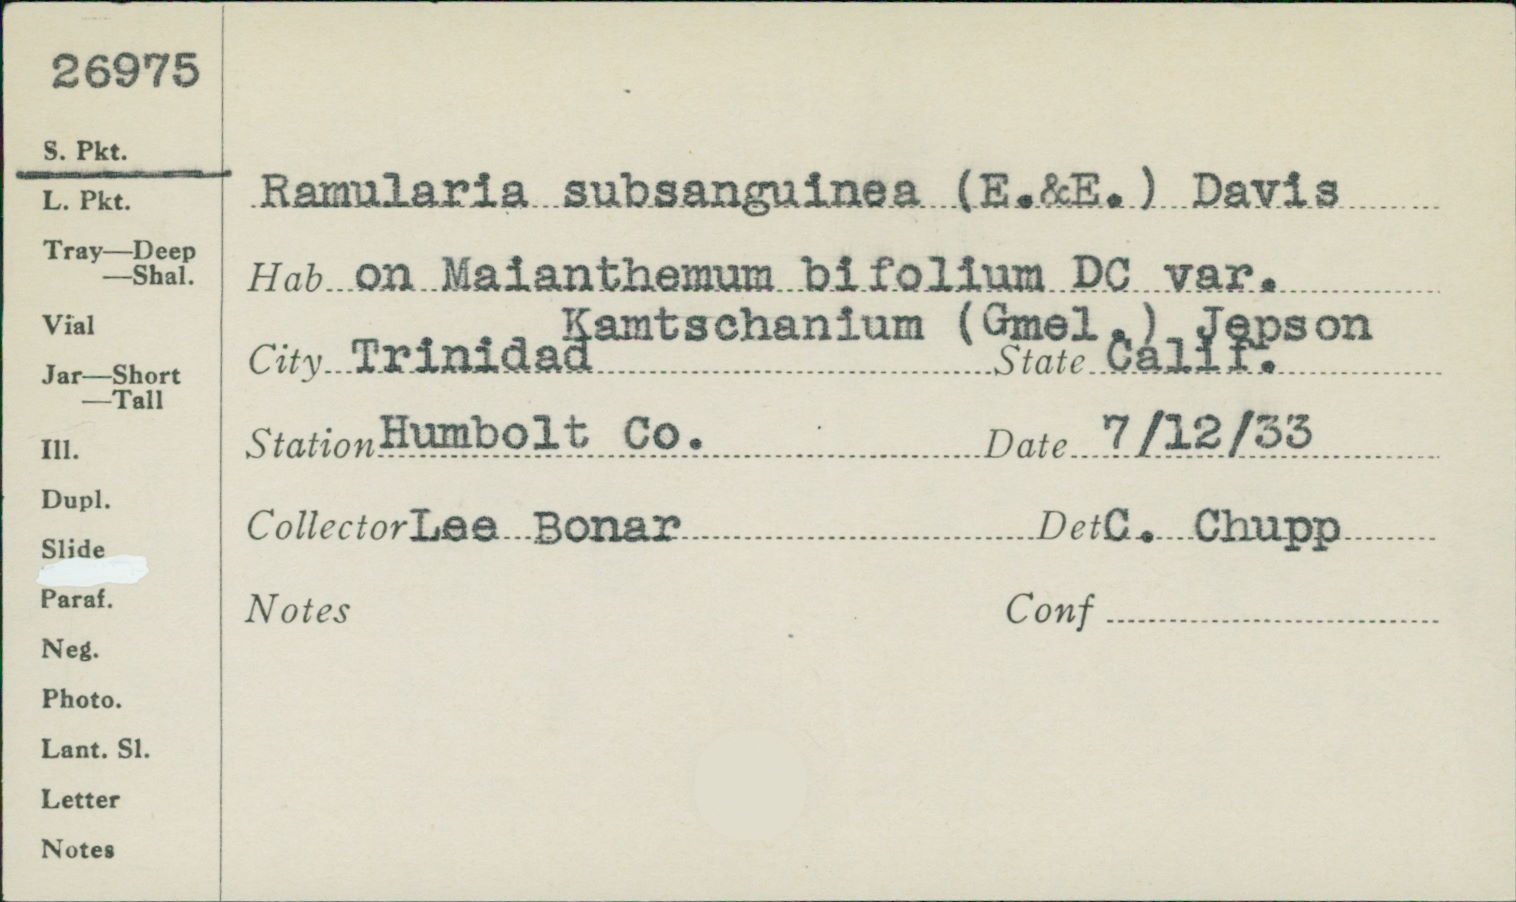 26975
S. Pkt.
L. Pkt.
Tray—Deep
—Shal.
Vial
Jar—Short
—Tall
Ill.
Dupl.
Slide
Paraf.
Neg.
Photo.
Lant. Sl.
Letter
Notes
Ramularia subsanguinea (E.&E.) Davis
Hab on Maianthemum bifolium DC var.
Kamtschanium (Gmel.) Jepson
City Trinidad State Calif.
Station Humbolt Co. Date 7/12/33
Collector Lee Bonar Det C. Chupp
Notes Conf